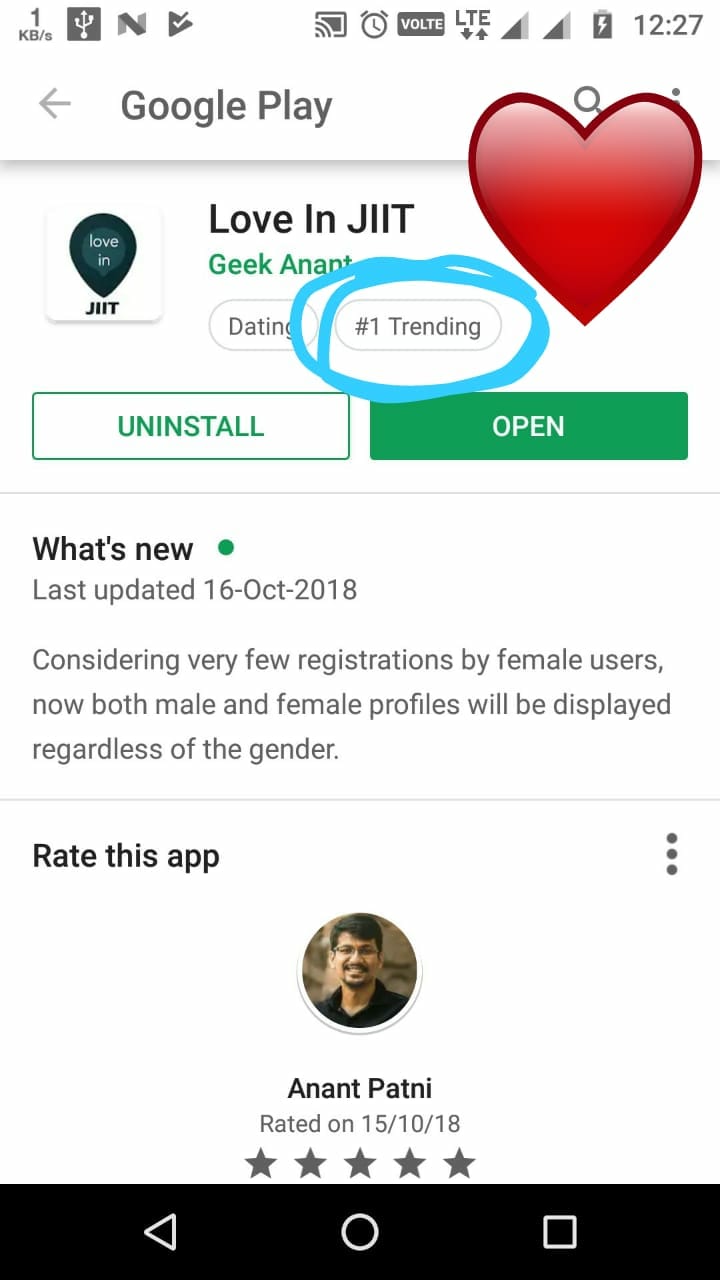 1
KB/s
VOLTE
LTE
12:27
Google Play
love
in
JIIT
Love In JIIT
Geek Anant
Dating
#1 Trending
UNINSTALL
OPEN
What's new
Last updated 16-Oct-2018
Considering very few registrations by female users,
now both male and female profiles will be displayed
regardless of the gender.
Rate this app
Anant Patni
Rated on 15/10/18